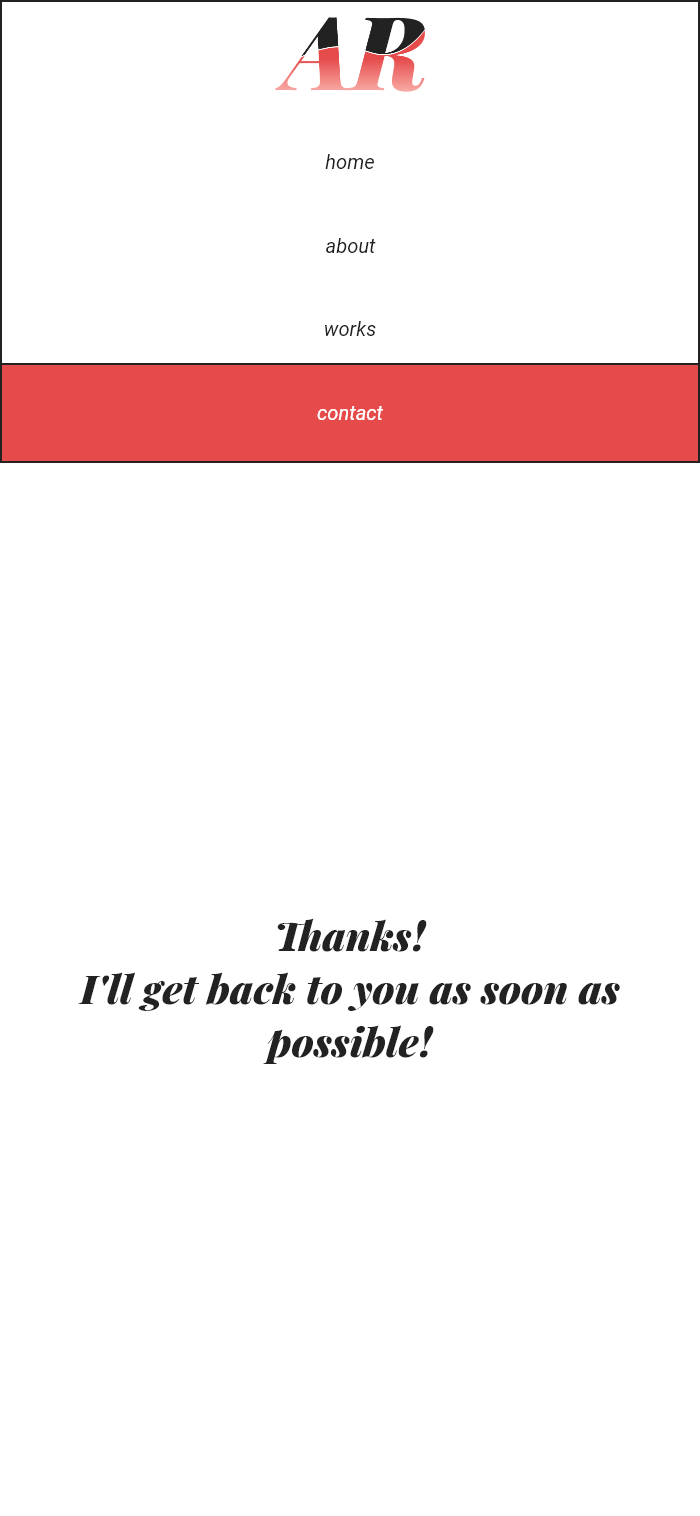 AR
home
about
works
contact
Thanks!
I'll get back to you as soon as
possible!